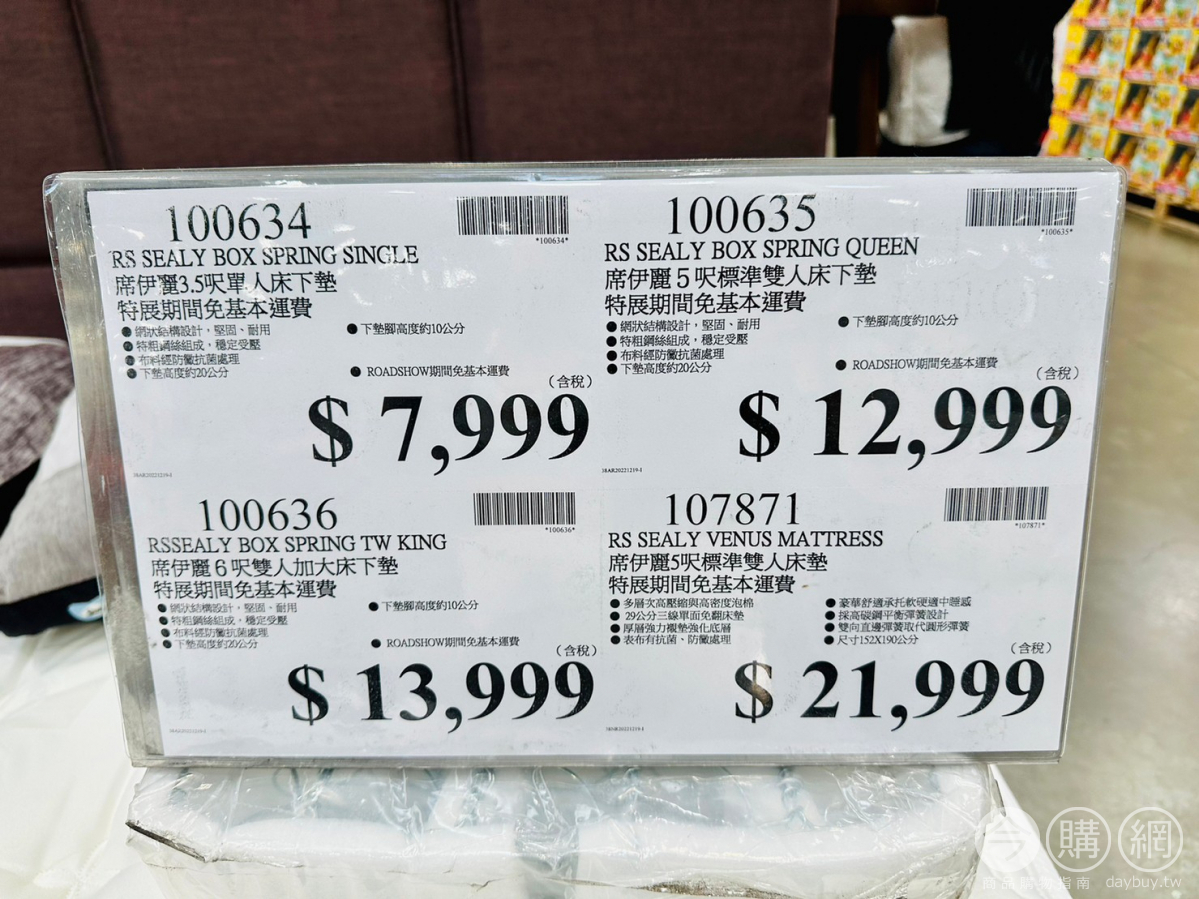 100634
*100634*
RS SEALY BOX SPRING SINGLE
席伊麗3.5呎單人床下墊
特展期間免基本運費
●網狀結構設計，堅固、耐用
●特粗鋼絲組成，穩定受壓
●布料經防黴抗菌處理
●下墊高度約20公分
●下墊腳高度約10公分
●ROADSHOW期間免基本運費
(含稅)
$ 7,999
100635
*100635*
RS SEALY BOX SPRING QUEEN
席伊麗５呎標準雙人床下墊
特展期間免基本運費
●網狀結構設計，堅固、耐用
●特粗鋼絲組成，穩定受壓
●布料經防黴抗菌處理
●下墊高度約20公分
●下墊腳高度約10公分
●ROADSHOW期間免基本運費
(含稅)
$ 12,999
100636
*100636*
RSSEALY BOX SPRING TW KING
席伊麗６呎雙人加大床下墊
特展期間免基本運費
●網狀結構設計，堅固、耐用
●特粗鋼絲組成，穩定受壓
●布料經防黴抗菌處理
●下墊高度約20公分
●下墊腳高度約10公分
●ROADSHOW期間免基本運費
(含稅)
$ 13,999
107871
*107871*
RS SEALY VENUS MATTRESS
席伊麗5呎標準雙人床墊
特展期間免基本運費
●多層次高壓縮與高密度泡棉
●29公分三線單面免翻床墊
●厚層強力襯墊強化底層
●表布有抗菌、防黴處理
●豪華舒適承托軟硬適中睡感
●採高碳鋼平衡彈簧設計
●雙向直邊彈簧取代圓形彈簧
●尺寸152X190公分
(含稅)
$ 21,999
今購網
商品購物指南 daybuy.tw